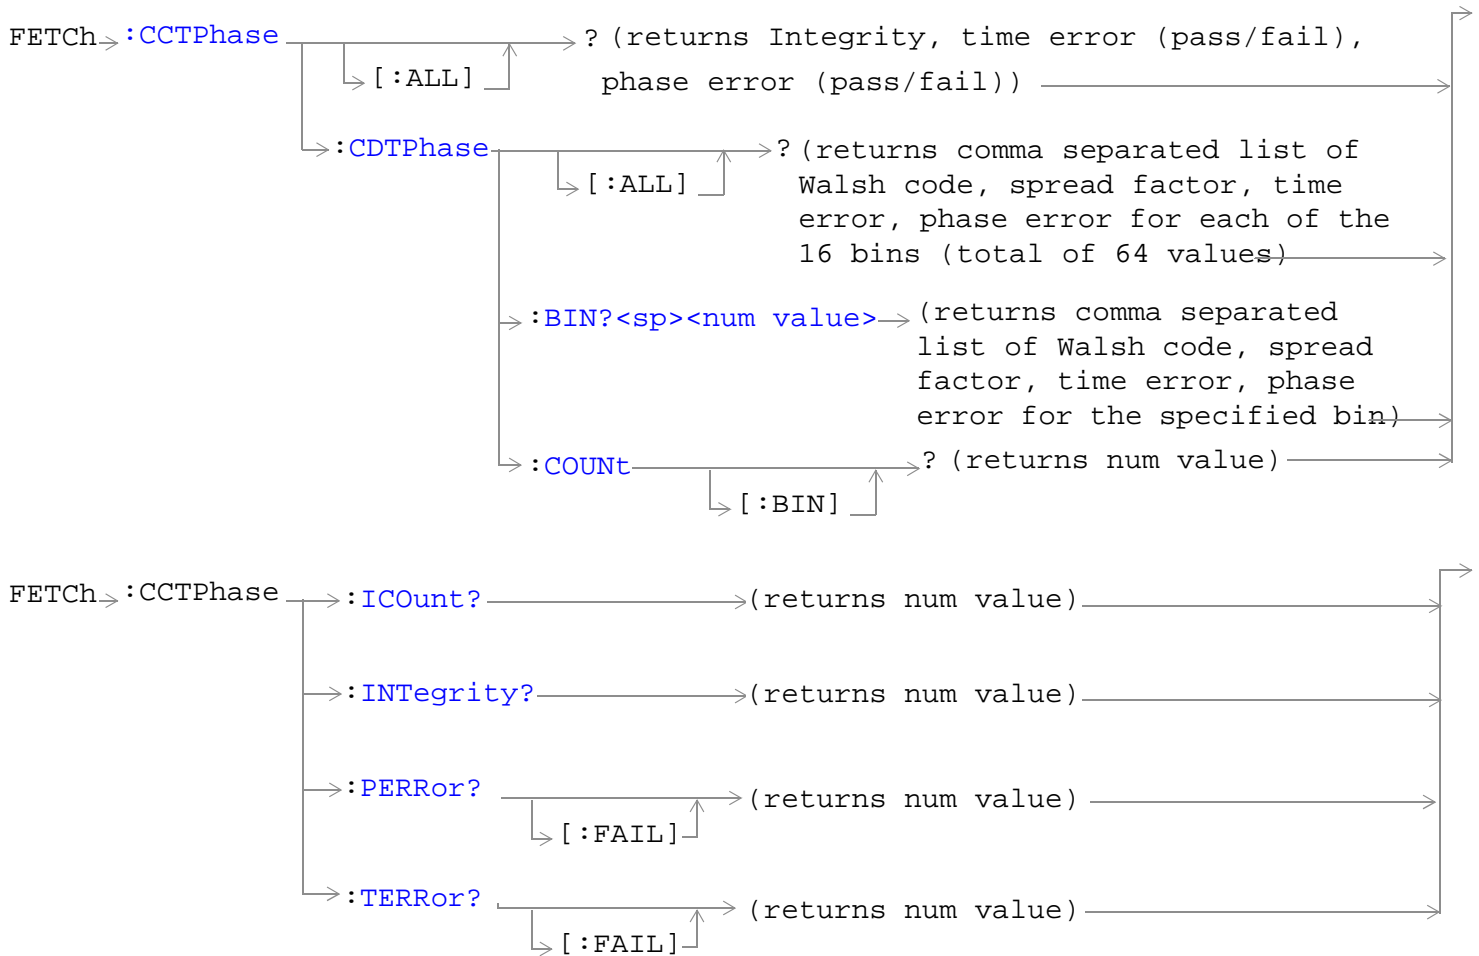 FETCh :CCTPhase ? (returns Integrity, time error (pass/fail),
[:ALL] phase error (pass/fail))
:CDTPhase ? (returns comma separated list of
[:ALL] Walsh code, spread factor, time
error, phase error for each of the
16 bins (total of 64 values)
:BIN?<sp><num value> (returns comma separated
list of Walsh code, spread
factor, time error, phase
error for the specified bin)
:COUNt ? (returns num value)
[:BIN]
FETCh :CCTPhase :ICOunt? (returns num value)
:INTegrity? (returns num value)
:PERRor? (returns num value)
[:FAIL]
:TERRor? (returns num value)
[:FAIL]